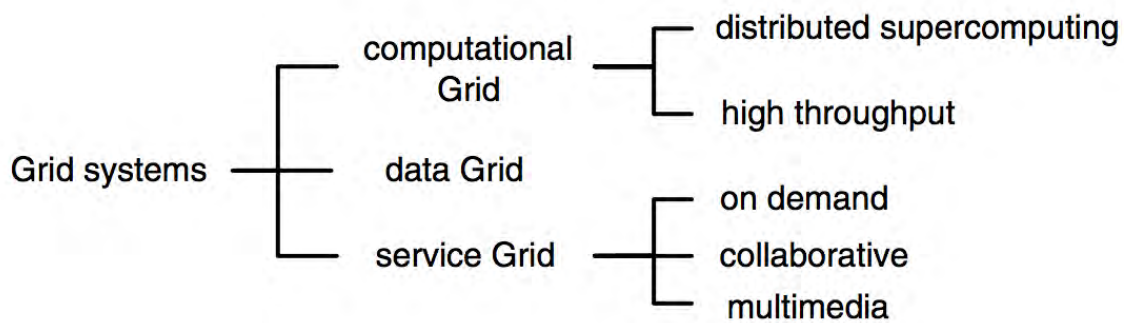 distributed supercomputing
computational
Grid
high throughput
Grid systems
data Grid
on demand
service Grid
collaborative
multimedia